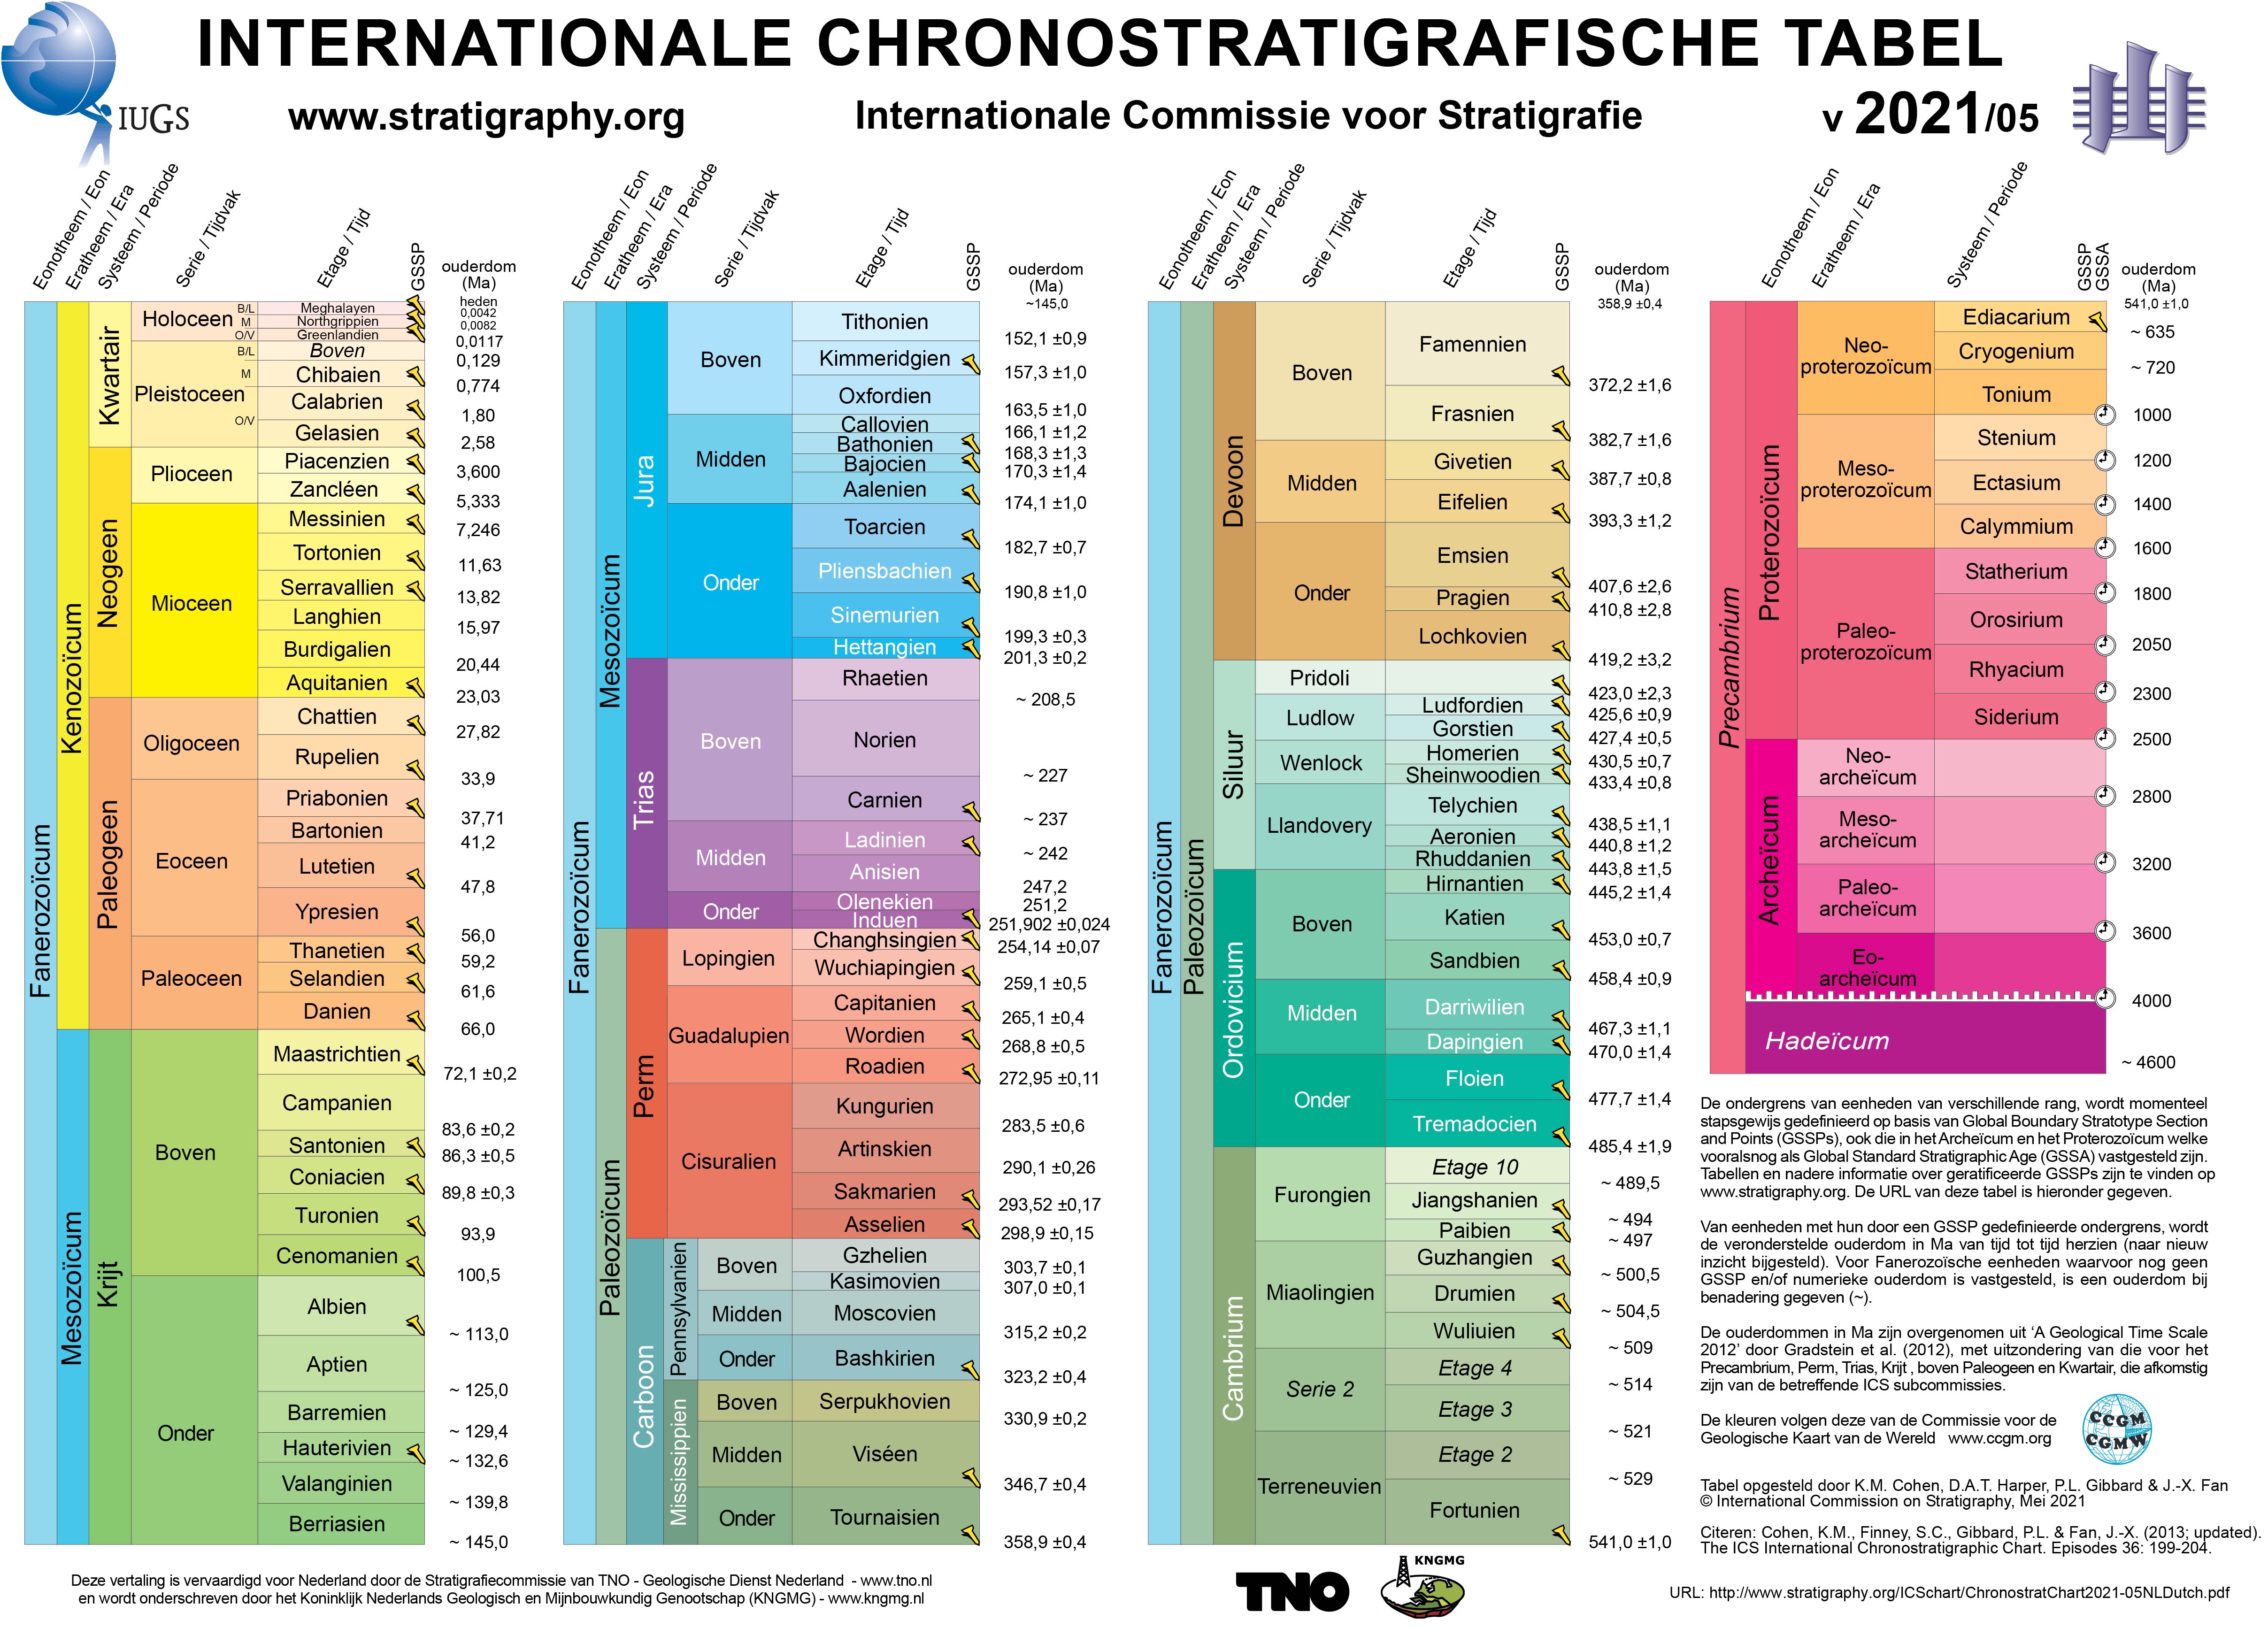 INTERNATIONALE CHRONOSTRATIGRAFISCHE TABEL
IUGS
www.stratigraphy.org
Internationale Commissie voor Stratigrafie
v 2021/05
Eonotheem / Eon
Eratheem / Era
Systeem / Periode
Serie / Tijdvak
Etage / Tijd
GSSP
ouderdom
(Ma)
Fanerozoïcum
Kenozoïcum
Kwartair
Holoceen
B/L
M
O/V
Meghalayen
Northgrippien
Greenlandien
heden
0,0042
0,0082
0,0117
Pleistoceen
B/L
M
O/V
Boven
0,129
Chibaien
0,774
Calabrien
1,80
Gelasien
2,58
Neogeen
Plioceen
Piacenzien
3,600
Zancléen
5,333
Mioceen
Messinien
7,246
Tortonien
11,63
Serravallien
13,82
Langhien
15,97
Burdigalien
20,44
Aquitanien
23,03
Paleogeen
Oligoceen
Chattien
27,82
Rupelien
33,9
Eoceen
Priabonien
37,71
Bartonien
41,2
Lutetien
47,8
Ypresien
56,0
Paleoceen
Thanetien
59,2
Selandien
61,6
Danien
66,0
Mesozoïcum
Krijt
Boven
Maastrichtien
72,1 ±0,2
Campanien
83,6 ±0,2
Santonien
86,3 ±0,5
Coniacien
89,8 ±0,3
Turonien
93,9
Cenomanien
100,5
Onder
Albien
~ 113,0
Aptien
~ 125,0
Barremien
~ 129,4
Hauterivien
~ 132,6
Valanginien
~ 139,8
Berriasien
~ 145,0
Eonotheem / Eon
Eratheem / Era
Systeem / Periode
Serie / Tijdvak
Etage / Tijd
GSSP
ouderdom
(Ma)
~145,0
Fanerozoïcum
Mesozoïcum
Jura
Boven
Tithonien
152,1 ±0,9
Kimmeridgien
157,3 ±1,0
Oxfordien
163,5 ±1,0
Midden
Callovien
166,1 ±1,2
Bathonien
168,3 ±1,3
Bajocien
170,3 ±1,4
Aalenien
174,1 ±1,0
Onder
Toarcien
182,7 ±0,7
Pliensbachien
190,8 ±1,0
Sinemurien
199,3 ±0,3
Hettangien
201,3 ±0,2
Trias
Boven
Rhaetien
~ 208,5
Norien
~ 227
Carnien
~ 237
Midden
Ladinien
~ 242
Anisien
247,2
Onder
Olenekien
251,2
Induen
251,902 ±0,024
Paleozoïcum
Perm
Lopingien
Changhsingien
254,14 ±0,07
Wuchiapingien
259,1 ±0,5
Guadalupien
Capitanien
265,1 ±0,4
Wordien
268,8 ±0,5
Roadien
272,95 ±0,11
Cisuralien
Kungurien
283,5 ±0,6
Artinskien
290,1 ±0,26
Sakmarien
293,52 ±0,17
Asselien
298,9 ±0,15
Carboon
Pennsylvanien
Boven
Gzhelien
303,7 ±0,1
Kasimovien
307,0 ±0,1
Midden
Moscovien
315,2 ±0,2
Onder
Bashkirien
323,2 ±0,4
Mississippien
Boven
Serpukhovien
330,9 ±0,2
Midden
Viséen
346,7 ±0,4
Onder
Tournaisien
358,9 ±0,4
Eonotheem / Eon
Eratheem / Era
Systeem / Periode
Serie / Tijdvak
Etage / Tijd
GSSP
ouderdom
(Ma)
358,9 ±0,4
Fanerozoïcum
Paleozoïcum
Devoon
Boven
Famennien
372,2 ±1,6
Frasnien
382,7 ±1,6
Midden
Givetien
387,7 ±0,8
Eifelien
393,3 ±1,2
Onder
Emsien
407,6 ±2,6
Pragien
410,8 ±2,8
Lochkovien
419,2 ±3,2
Siluur
Pridoli
423,0 ±2,3
Ludlow
Ludfordien
425,6 ±0,9
Gorstien
427,4 ±0,5
Wenlock
Homerien
430,5 ±0,7
Sheinwoodien
433,4 ±0,8
Llandovery
Telychien
438,5 ±1,1
Aeronien
440,8 ±1,2
Rhuddanien
443,8 ±1,5
Ordovicium
Boven
Hirnantien
445,2 ±1,4
Katien
453,0 ±0,7
Sandbien
458,4 ±0,9
Midden
Darriwilien
467,3 ±1,1
Dapingien
470,0 ±1,4
Onder
Floien
477,7 ±1,4
Tremadocien
485,4 ±1,9
Cambrium
Furongien
Etage 10
~ 489,5
Jiangshanien
~ 494
Paibien
~ 497
Miaolingien
Guzhangien
~ 500,5
Drumien
~ 504,5
Wuliuien
~ 509
Serie 2
Etage 4
~ 514
Etage 3
~ 521
Terreneuvien
Etage 2
~ 529
Fortunien
541,0 ±1,0
Eonotheem / Eon
Eratheem / Era
Systeem / Periode
GSSP
GSSA
ouderdom
(Ma)
541,0 ±1,0
Precambrium
Proterozoïcum
Neo-
proterozoïcum
Ediacarium
~ 635
Cryogenium
~ 720
Tonium
1000
Meso-
proterozoïcum
Stenium
1200
Ectasium
1400
Calymmium
1600
Paleo-
proterozoïcum
Statherium
1800
Orosirium
2050
Rhyacium
2300
Siderium
2500
Archeïcum
Neo-
archeïcum
2800
Meso-
archeïcum
3200
Paleo-
archeïcum
3600
Eo-
archeïcum
4000
Hadeïcum
~ 4600
De ondergrens van eenheden van verschillende rang, wordt momenteel
stapsgewijs gedefinieerd op basis van Global Boundary Stratotype Section
and Points (GSSPs), ook die in het Archeïcum en het Proterozoïcum welke
vooralsnog als Global Standard Stratigraphic Age (GSSA) vastgesteld zijn.
Tabellen en nadere informatie over geratificeerde GSSPs zijn te vinden op
www.stratigraphy.org. De URL van deze tabel is hieronder gegeven.
Van eenheden met hun door een GSSP gedefinieerde ondergrens, wordt
de veronderstelde ouderdom in Ma van tijd tot tijd herzien (naar nieuw
inzicht bijgesteld). Voor Fanerozoïsche eenheden waarvoor nog geen
GSSP en/of numerieke ouderdom is vastgesteld, is een ouderdom bij
benadering gegeven (~).
De ouderdommen in Ma zijn overgenomen uit ‘A Geological Time Scale
2012’ door Gradstein et al. (2012), met uitzondering van die voor het
Precambrium, Perm, Trias, Krijt , boven Paleogeen en Kwartair, die afkomstig
zijn van de betreffende ICS subcommissies.
De kleuren volgen deze van de Commissie voor de
Geologische Kaart van de Wereld www.ccgm.org
CCGM
CGMW
Tabel opgesteld door K.M. Cohen, D.A.T. Harper, P.L. Gibbard & J.-X. Fan
© International Commission on Stratigraphy, Mei 2021
Citeren: Cohen, K.M., Finney, S.C., Gibbard, P.L. & Fan, J.-X. (2013; updated).
The ICS International Chronostratigraphic Chart. Episodes 36: 199-204.
URL: http://www.stratigraphy.org/ICSchart/ChronostratChart2021-05NLDutch.pdf
Deze vertaling is vervaardigd voor Nederland door de Stratigrafiecommissie van TNO - Geologische Dienst Nederland - www.tno.nl
en wordt onderschreven door het Koninklijk Nederlands Geologisch en Mijnbouwkundig Genootschap (KNGMG) - www.kngmg.nl
TNO
KNGMG